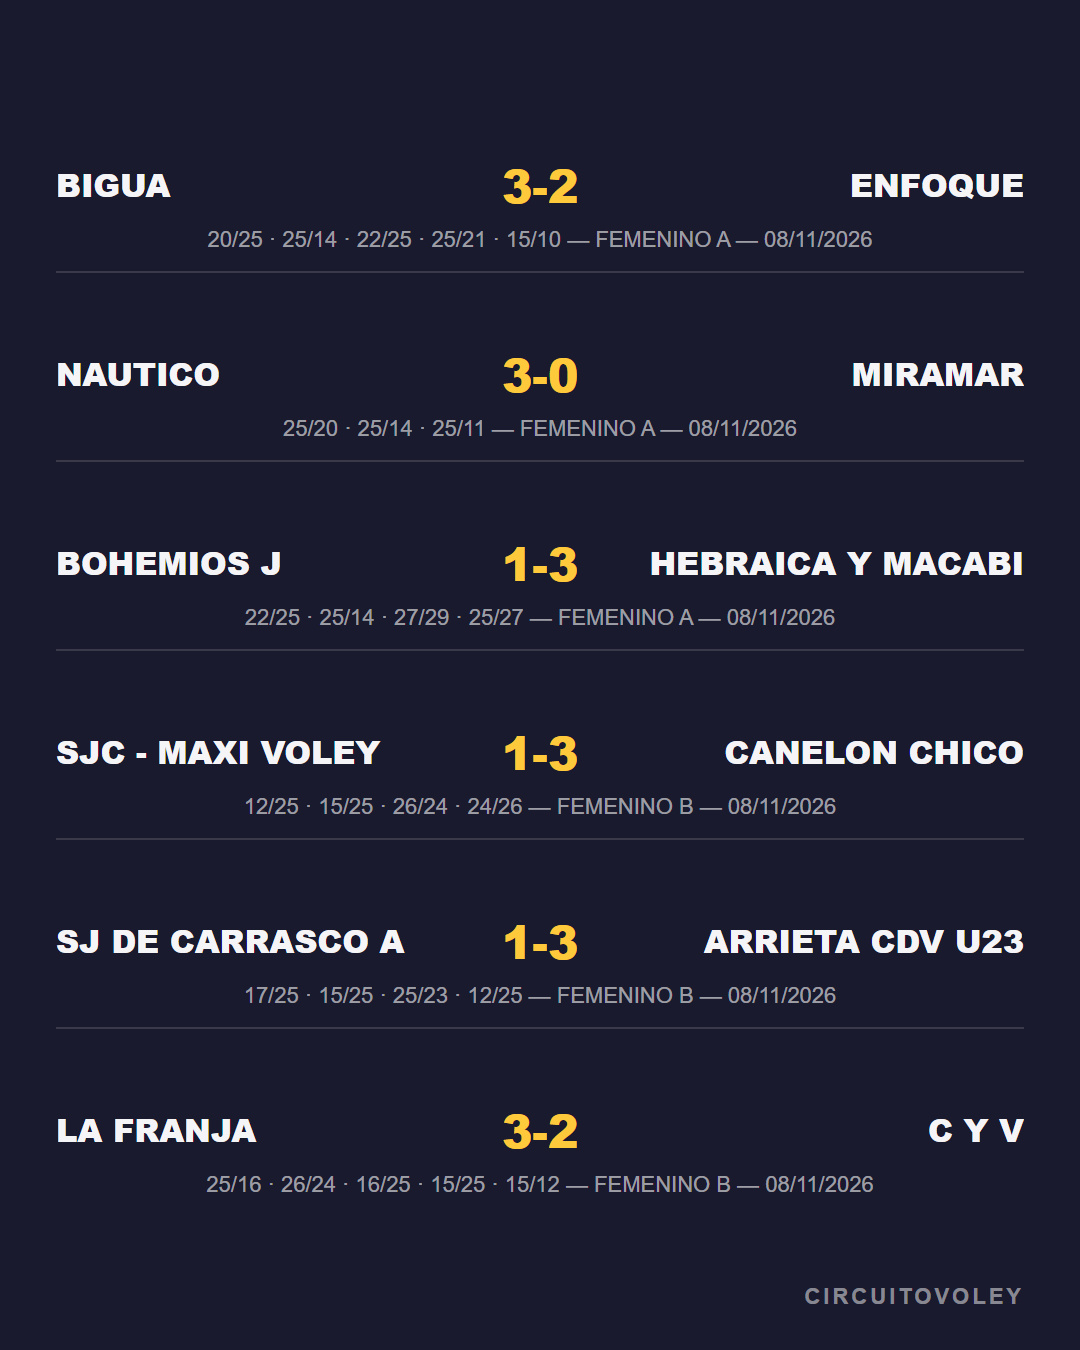 BIGUA 3-2 ENFOQUE
20/25 · 25/14 · 22/25 · 25/21 · 15/10 — FEMENINO A — 08/11/2026
NAUTICO 3-0 MIRAMAR
25/20 · 25/14 · 25/11 — FEMENINO A — 08/11/2026
BOHEMIOS J 1-3 HEBRAICA Y MACABI
22/25 · 25/14 · 27/29 · 25/27 — FEMENINO A — 08/11/2026
SJC - MAXI VOLEY 1-3 CANELON CHICO
12/25 · 15/25 · 26/24 · 24/26 — FEMENINO B — 08/11/2026
SJ DE CARRASCO A 1-3 ARRIETA CDV U23
17/25 · 15/25 · 25/23 · 12/25 — FEMENINO B — 08/11/2026
LA FRANJA 3-2 C Y V
25/16 · 26/24 · 16/25 · 15/25 · 15/12 — FEMENINO B — 08/11/2026
CIRCUITOVOLEY